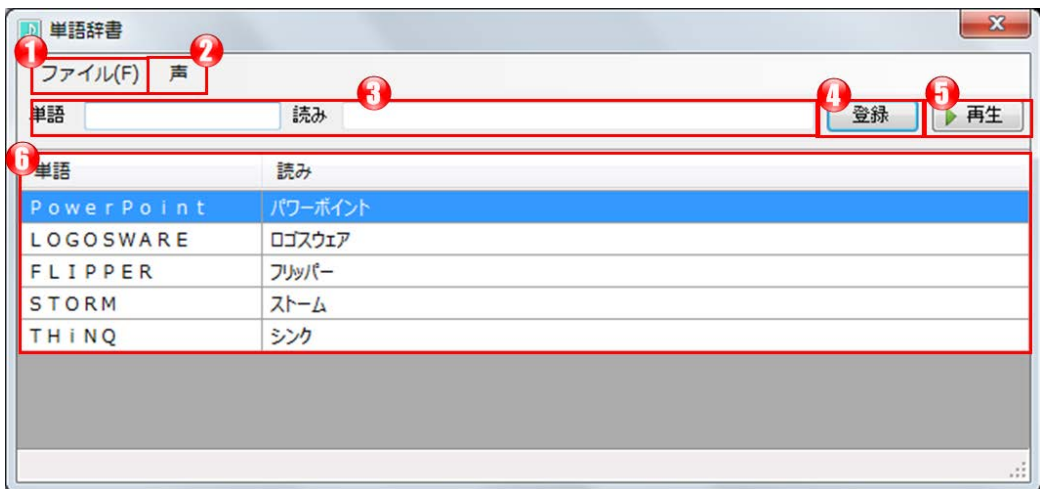 単語辞書
1 2
ファイル(F) 声
3 4 5
単語 読み 登録 再生
6
単語 読み
ＰｏｗｅｒＰｏｉｎｔ パワーポイント
ＬＯＧＯＳＷＡＲＥ ロゴスウェア
ＦＬＩＰＰＥＲ フリッパー
ＳＴＯＲＭ ストーム
ＴＨｉＮＱ シンク